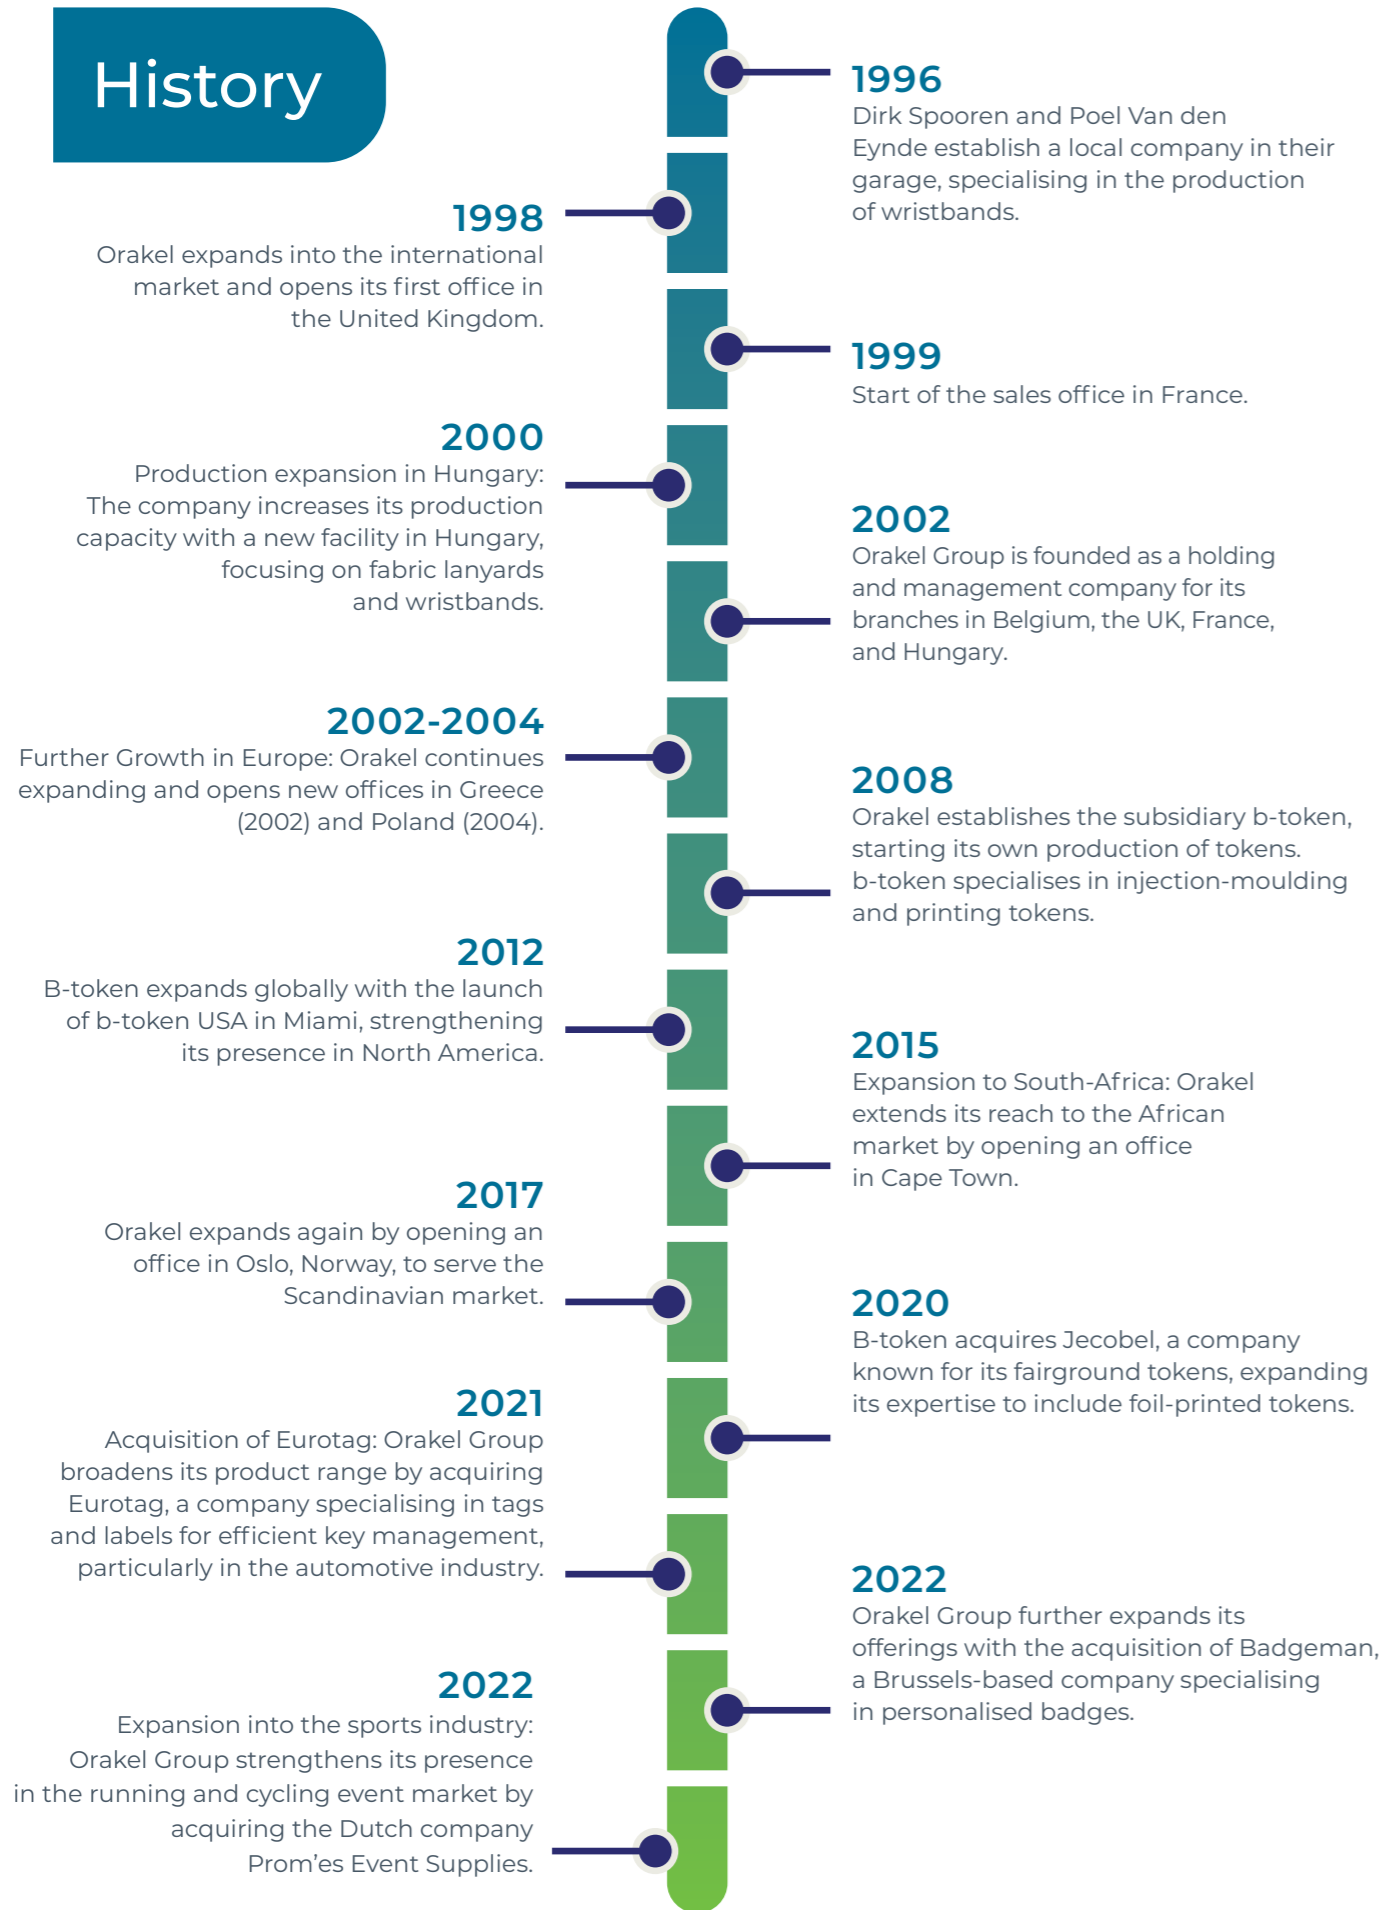 History
1996
Dirk Spooren and Poel Van den
Eynde establish a local company in their
garage, specialising in the production
of wristbands.
1998
Orakel expands into the international
market and opens its first office in
the United Kingdom.
1999
Start of the sales office in France.
2000
Production expansion in Hungary:
The company increases its production
capacity with a new facility in Hungary,
focusing on fabric lanyards
and wristbands.
2002
Orakel Group is founded as a holding
and management company for its
branches in Belgium, the UK, France,
and Hungary.
2002-2004
Further Growth in Europe: Orakel continues
expanding and opens new offices in Greece
(2002) and Poland (2004).
2008
Orakel establishes the subsidiary b-token,
starting its own production of tokens.
b-token specialises in injection-moulding
and printing tokens.
2012
B-token expands globally with the launch
of b-token USA in Miami, strengthening
its presence in North America.
2015
Expansion to South-Africa: Orakel
extends its reach to the African
market by opening an office
in Cape Town.
2017
Orakel expands again by opening an
office in Oslo, Norway, to serve the
Scandinavian market.
2020
B-token acquires Jecobel, a company
known for its fairground tokens, expanding
its expertise to include foil-printed tokens.
2021
Acquisition of Eurotag: Orakel Group
broadens its product range by acquiring
Eurotag, a company specialising in tags
and labels for efficient key management,
particularly in the automotive industry.
2022
Orakel Group further expands its
offerings with the acquisition of Badgeman,
a Brussels-based company specialising
in personalised badges.
2022
Expansion into the sports industry:
Orakel Group strengthens its presence
in the running and cycling event market by
acquiring the Dutch company
Prom'es Event Supplies.